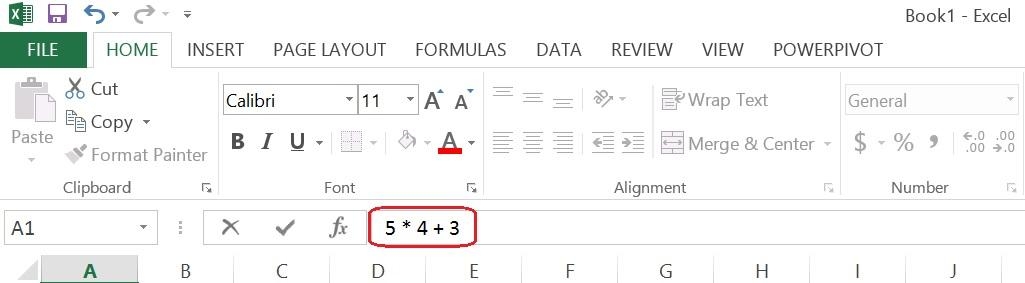 Book1 - Excel
FILE HOME INSERT PAGE LAYOUT FORMULAS DATA REVIEW VIEW POWERPIVOT
Paste
Cut
Copy
Format Painter
Clipboard
Calibri 11 A A
B I U A
Font
Wrap Text
Merge & Center
Alignment
General
$ % , ←.0 .00 .00 →.0
Number
A1 fx 5 * 4 + 3
A B C D E F G H I J